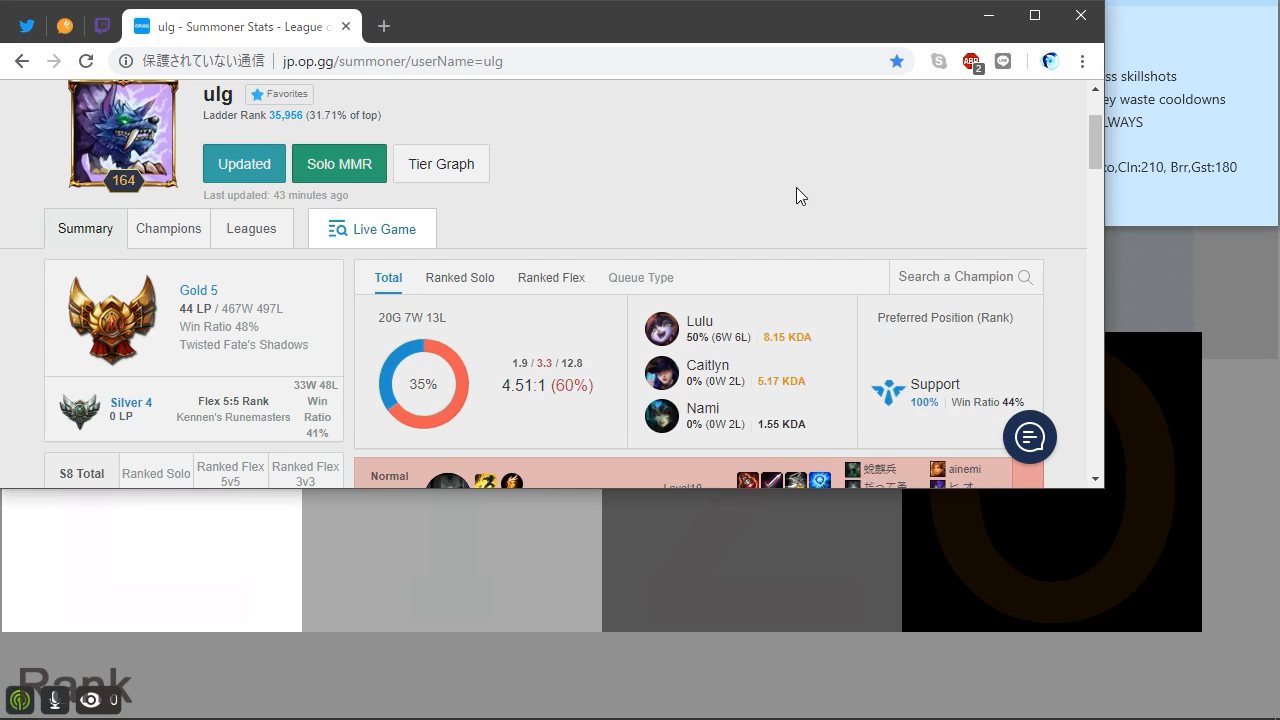 ulg - Summoner Stats - League o
保護されていない通信
jp.op.gg/summoner/userName=ulg
2
ulg
Favorites
Ladder Rank 35,956 (31.71% of top)
164
Updated
Solo MMR
Tier Graph
Last updated: 43 minutes ago
Summary
Champions
Leagues
Live Game
Gold 5
44 LP / 467W 497L
Win Ratio 48%
Twisted Fate's Shadows
Silver 4
0 LP
Flex 5:5 Rank
Kennen's Runemasters
33W 48L
Win
Ratio
41%
S8 Total
Ranked Solo
Ranked Flex
5v5
Ranked Flex
3v3
Total
Ranked Solo
Ranked Flex
Queue Type
Search a Champion
20G 7W 13L
35%
1.9 / 3.3 / 12.8
4.51:1 (60%)
Lulu
50% (6W 6L)
8.15 KDA
Caitlyn
0% (0W 2L)
5.17 KDA
Nami
0% (0W 2L)
1.55 KDA
Preferred Position (Rank)
Support
100%
Win Ratio 44%
Normal
ainemi
ss skillshots
ey waste cooldowns
LWAYS
to,Cln:210, Brr,Gst:180
Rank
0